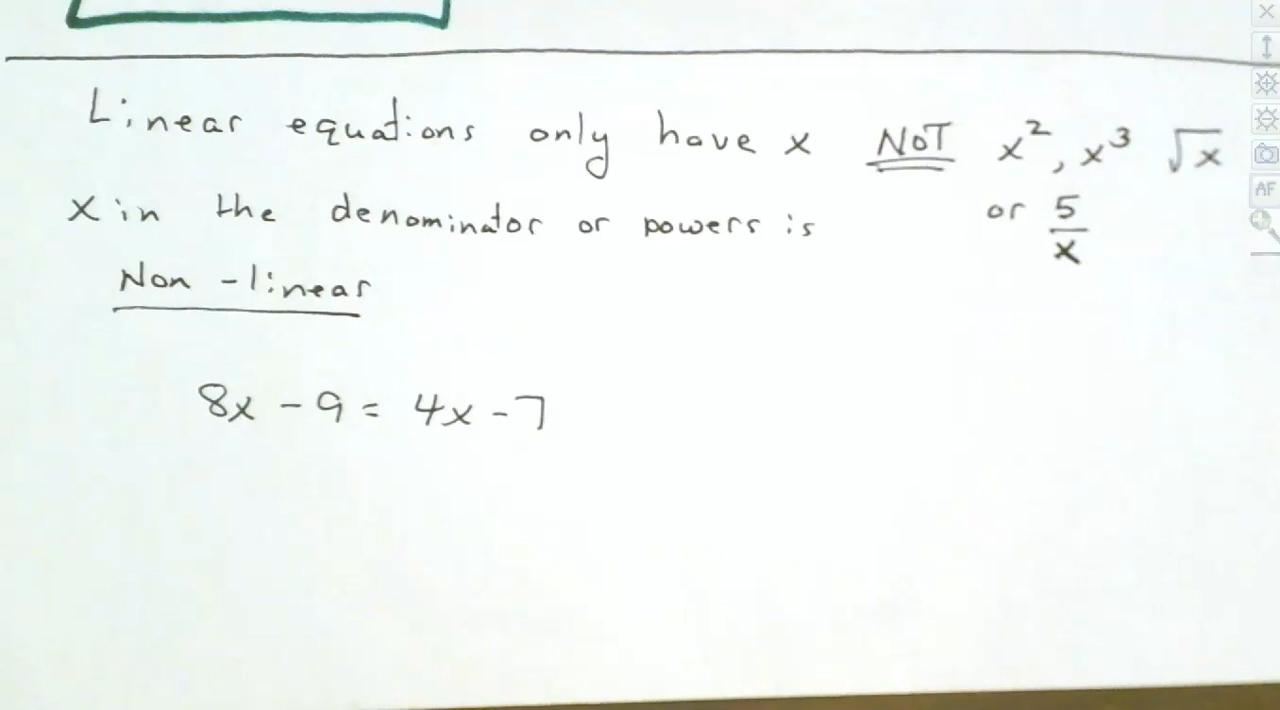 Linear equations only have x NOT x², x³ √x
x in the denominator or powers is or 5/x
Non-linear
8x - 9 = 4x - 7
AF